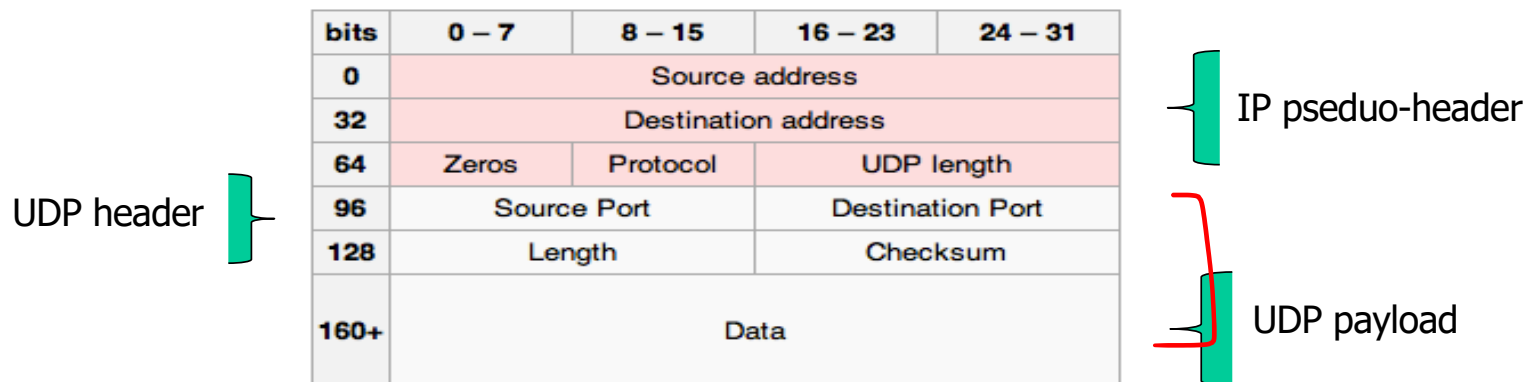 bits 0 – 7 8 – 15 16 – 23 24 – 31
0 Source address
32 Destination address
64 Zeros Protocol UDP length
96 Source Port Destination Port
128 Length Checksum
160+ Data
IP pseduo-header
UDP header
UDP payload